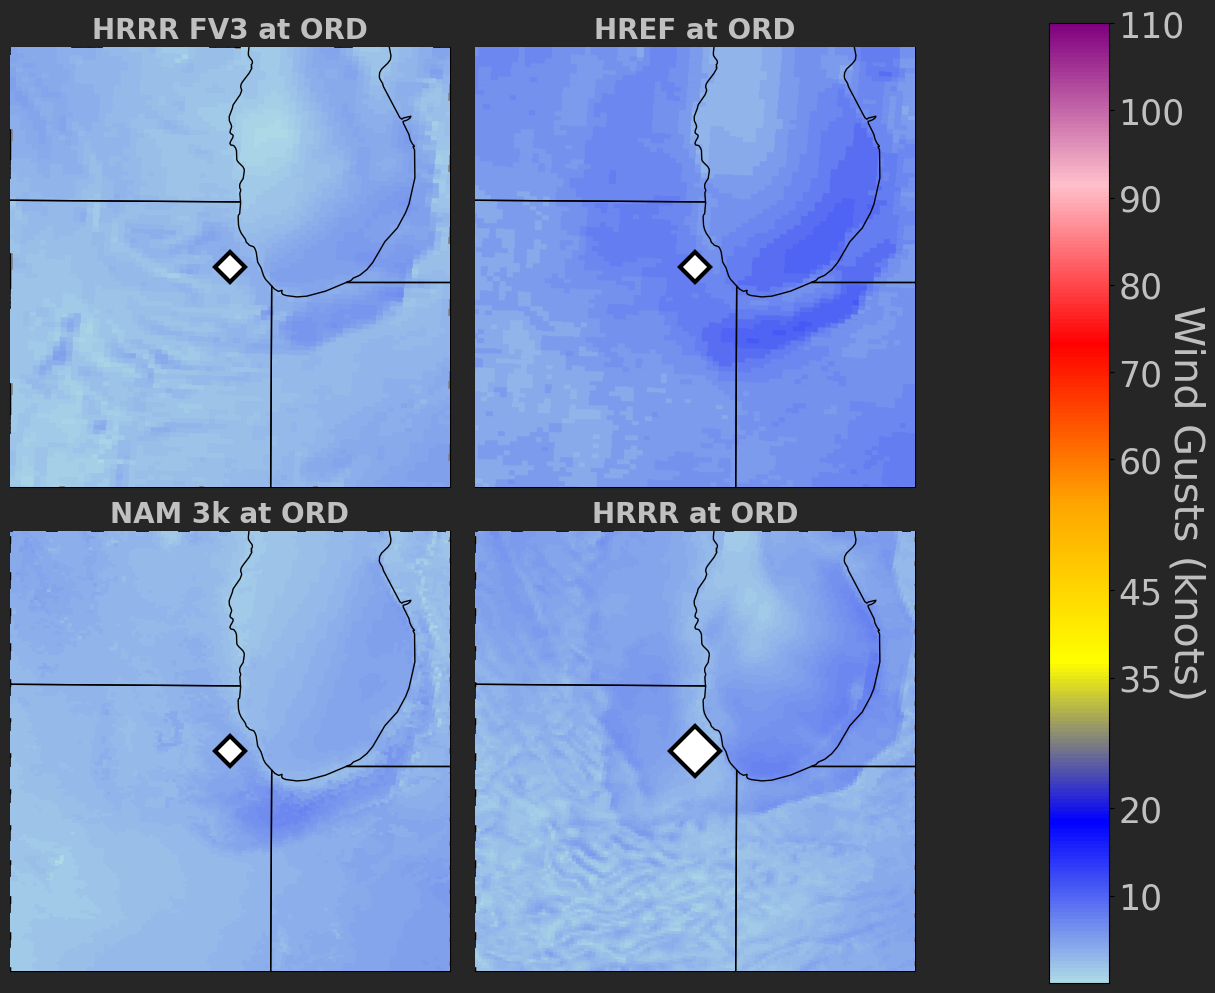 HRRR FV3 at ORD
HREF at ORD
NAM 3k at ORD
HRRR at ORD
110
100
90
80
70
60
45
35
20
10
Wind Gusts (knots)